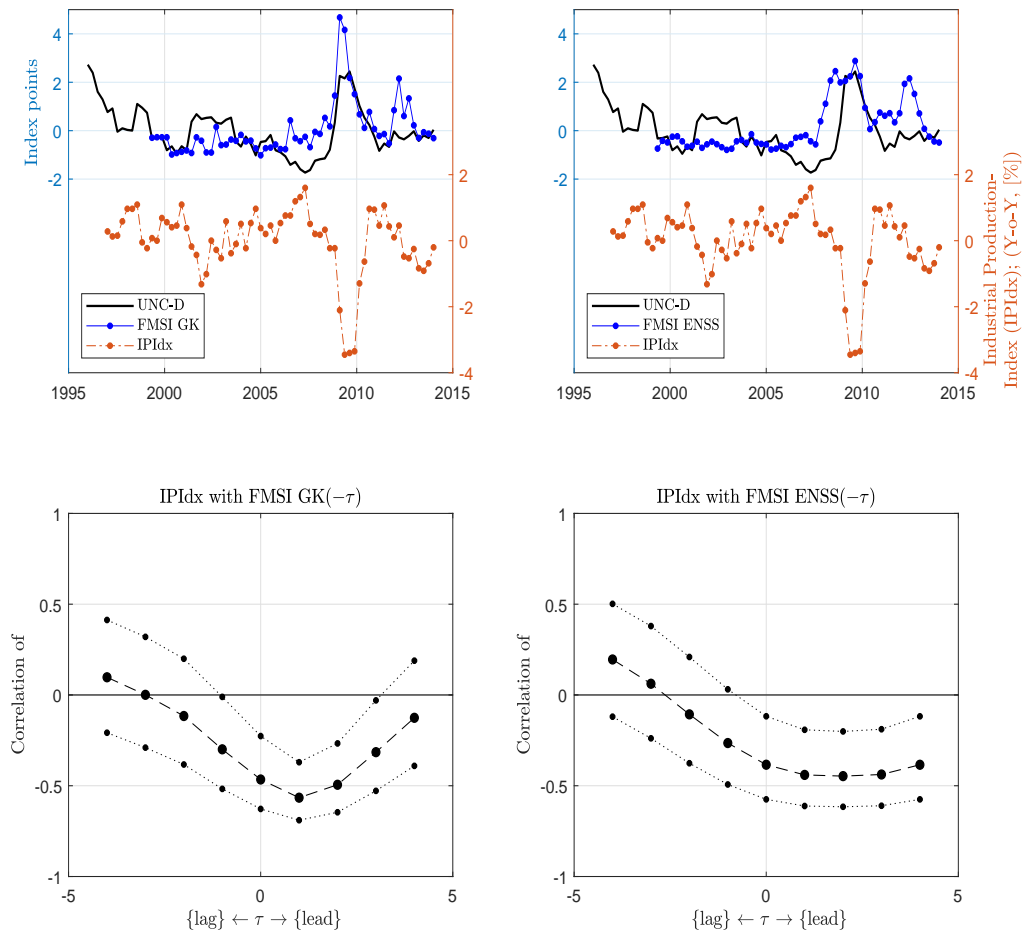 4
2
0
-2
Index points
2
0
-2
-4
UNC-D
FMSI GK
IPIdx
1995
2000
2005
2010
2015
4
2
0
-2
2
0
-2
-4
Industrial Production-
Index (IPIdx); (Y-o-Y, [%])
UNC-D
FMSI ENSS
IPIdx
1995
2000
2005
2010
2015
IPIdx with FMSI GK(−τ)
1
0.5
0
-0.5
-1
Correlation of
-5
0
5
{lag} ← τ → {lead}
IPIdx with FMSI ENSS(−τ)
1
0.5
0
-0.5
-1
Correlation of
-5
0
5
{lag} ← τ → {lead}